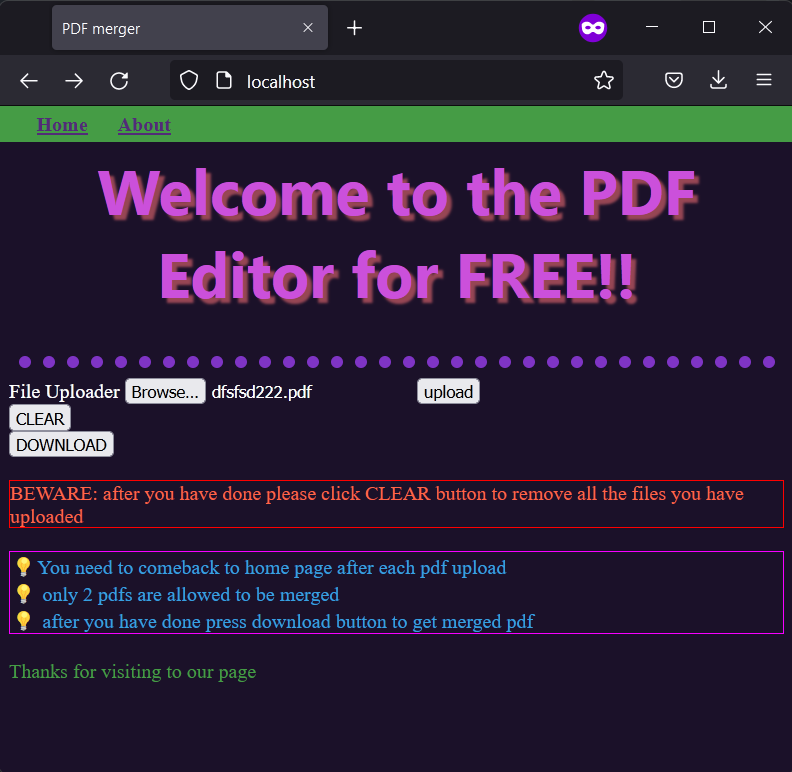 PDF merger
localhost
Home About
Welcome to the PDF
Editor for FREE!!
File Uploader Browse... dfsfsd222.pdf upload
CLEAR
DOWNLOAD
BEWARE: after you have done please click CLEAR button to remove all the files you have
uploaded
You need to comeback to home page after each pdf upload
only 2 pdfs are allowed to be merged
after you have done press download button to get merged pdf
Thanks for visiting to our page